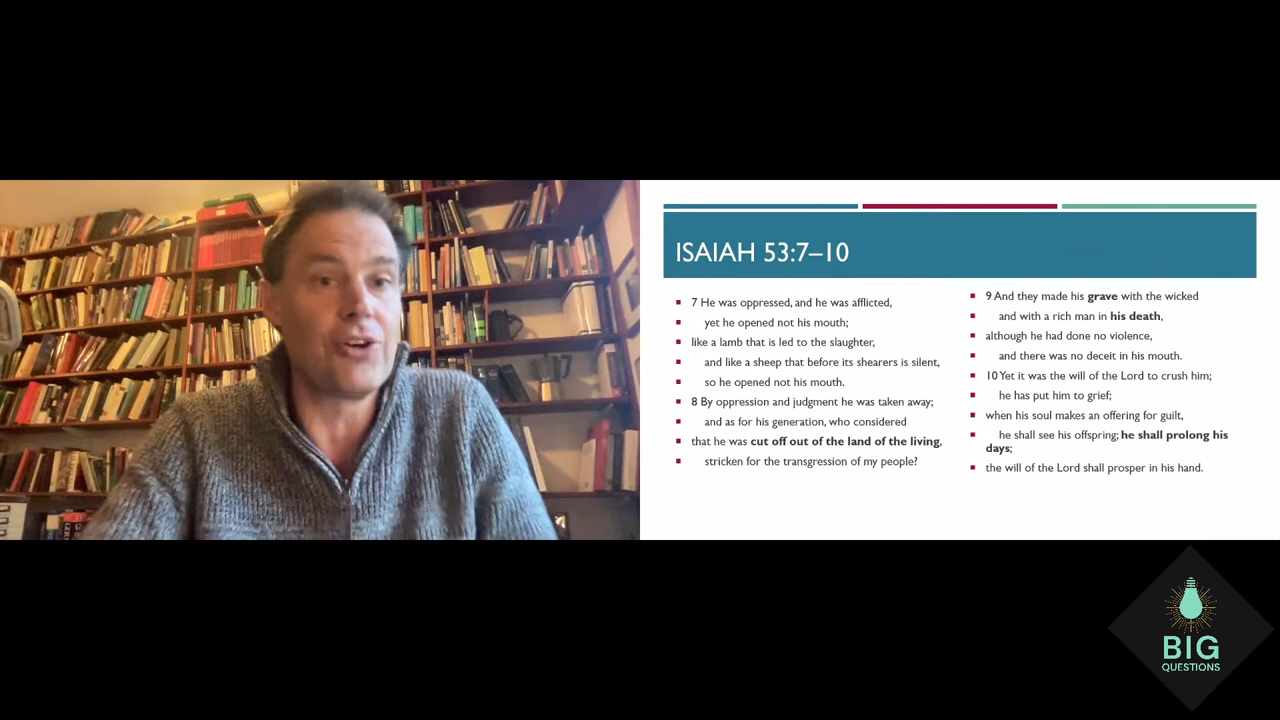 ISAIAH 53:7–10
7 He was oppressed, and he was afflicted,
yet he opened not his mouth;
like a lamb that is led to the slaughter,
and like a sheep that before its shearers is silent,
so he opened not his mouth.
8 By oppression and judgment he was taken away;
and as for his generation, who considered
that he was cut off out of the land of the living,
stricken for the transgression of my people?
9 And they made his grave with the wicked
and with a rich man in his death,
although he had done no violence,
and there was no deceit in his mouth.
10 Yet it was the will of the Lord to crush him;
he has put him to grief;
when his soul makes an offering for guilt,
he shall see his offspring; he shall prolong his
days;
the will of the Lord shall prosper in his hand.
BIG
QUESTIONS